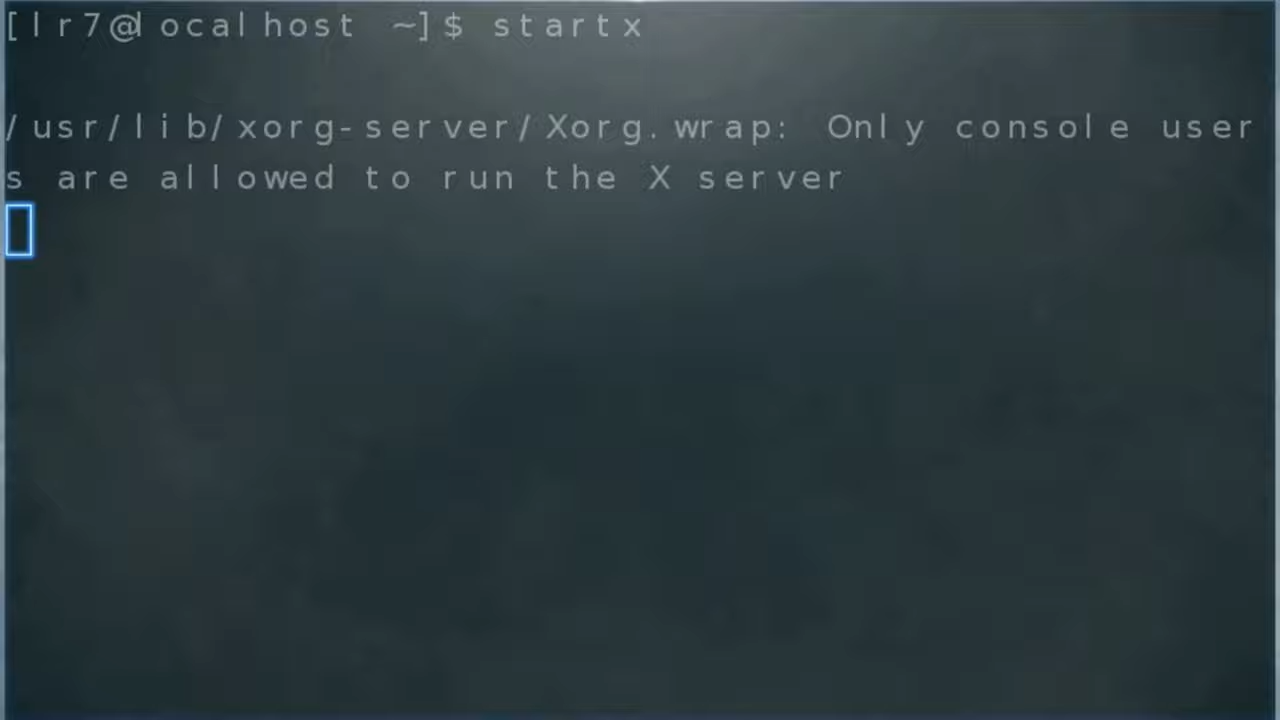 [lr7@localhost ~]$ startx
/usr/lib/xorg-server/Xorg.wrap: Only console user
s are allowed to run the X server